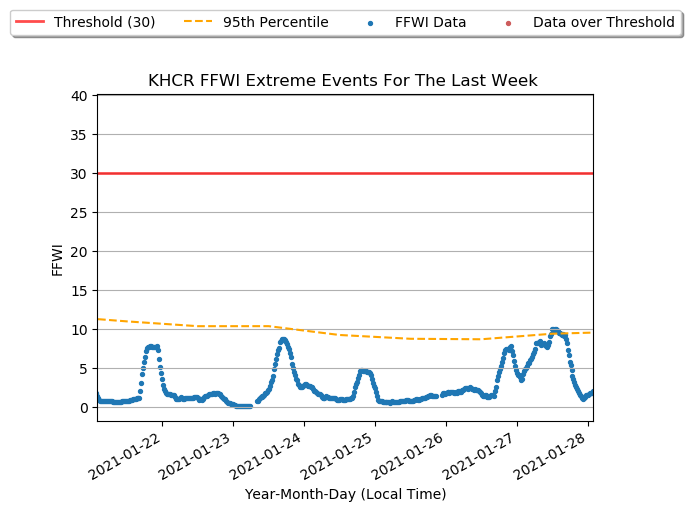 Threshold (30) 95th Percentile FFWI Data Data over Threshold
KHCR FFWI Extreme Events For The Last Week
40
35
30
25
20
15
10
5
0
FFWI
2021-01-22 2021-01-23 2021-01-24 2021-01-25 2021-01-26 2021-01-27 2021-01-28
Year-Month-Day (Local Time)